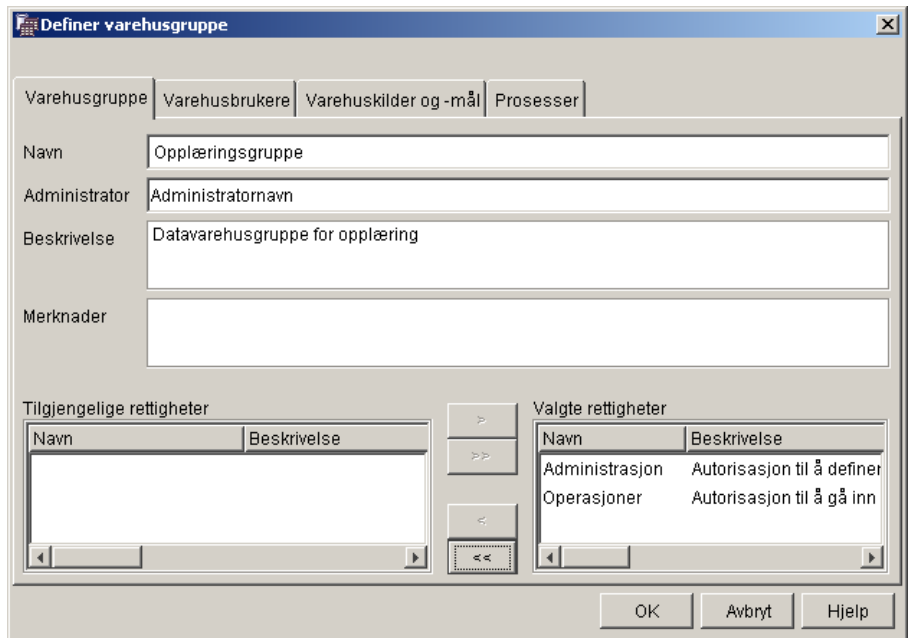 Definer varehusgruppe
Varehusgruppe Varehusbrukere Varehuskilder og -mål Prosesser
Navn Opplæringsgruppe
Administrator Administratornavn
Beskrivelse Datavarehusgruppe for opplæring
Merknader
Tilgjengelige rettigheter
Navn Beskrivelse
>
>>
<
<<
Valgte rettigheter
Navn Beskrivelse
Administrasjon Autorisasjon til å definer
Operasjoner Autorisasjon til å gå inn
OK Avbryt Hjelp